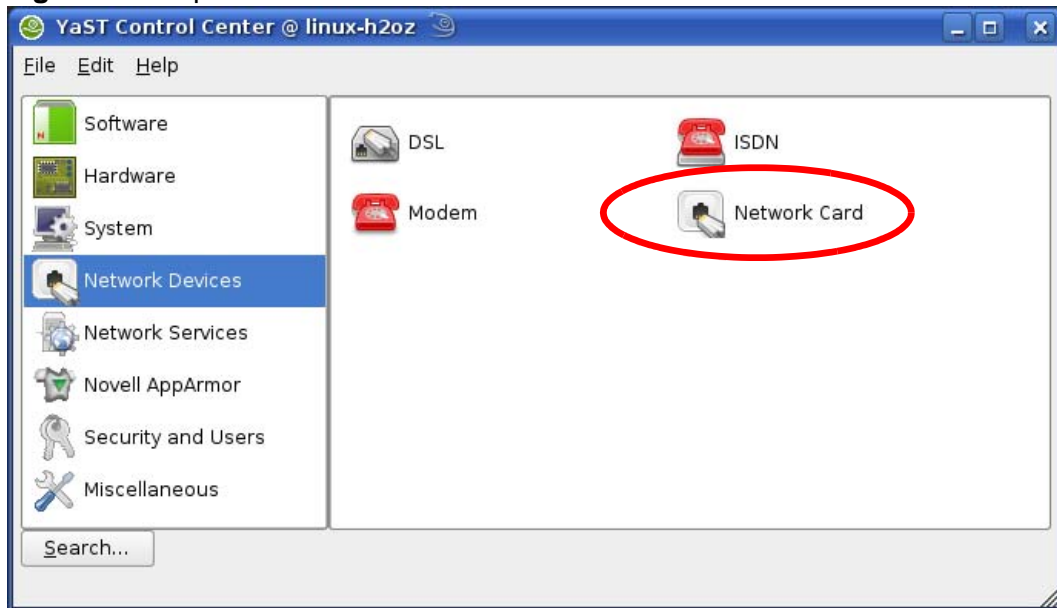 YaST Control Center @ linux-h2oz
File Edit Help
Software
Hardware
System
Network Devices
Network Services
Novell AppArmor
Security and Users
Miscellaneous
DSL
ISDN
Modem
Network Card
Search...